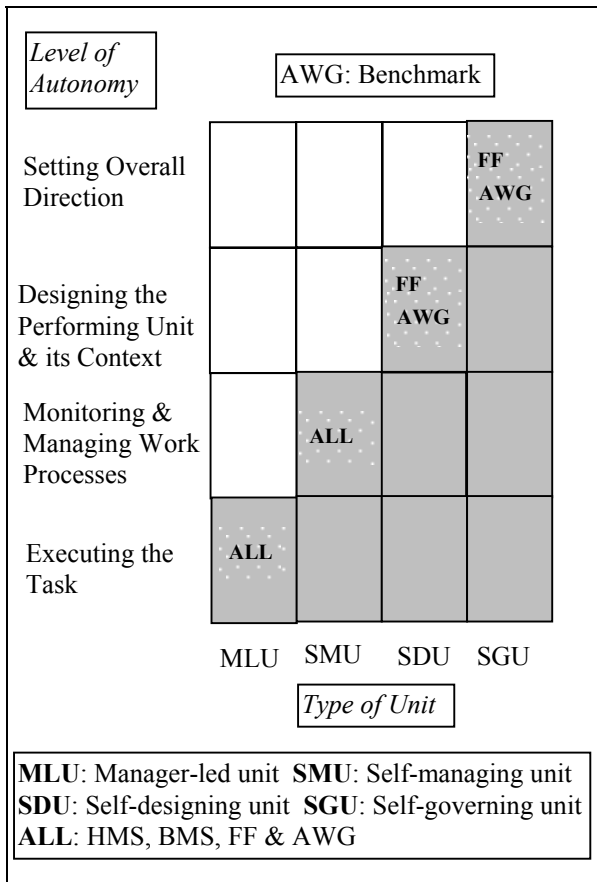 Level of
Autonomy
AWG: Benchmark
Setting Overall
Direction
FF
AWG
Designing the
Performing Unit
& its Context
FF
AWG
Monitoring &
Managing Work
Processes
ALL
Executing the
Task
ALL
MLU SMU SDU SGU
Type of Unit
MLU: Manager-led unit SMU: Self-managing unit
SDU: Self-designing unit SGU: Self-governing unit
ALL: HMS, BMS, FF & AWG